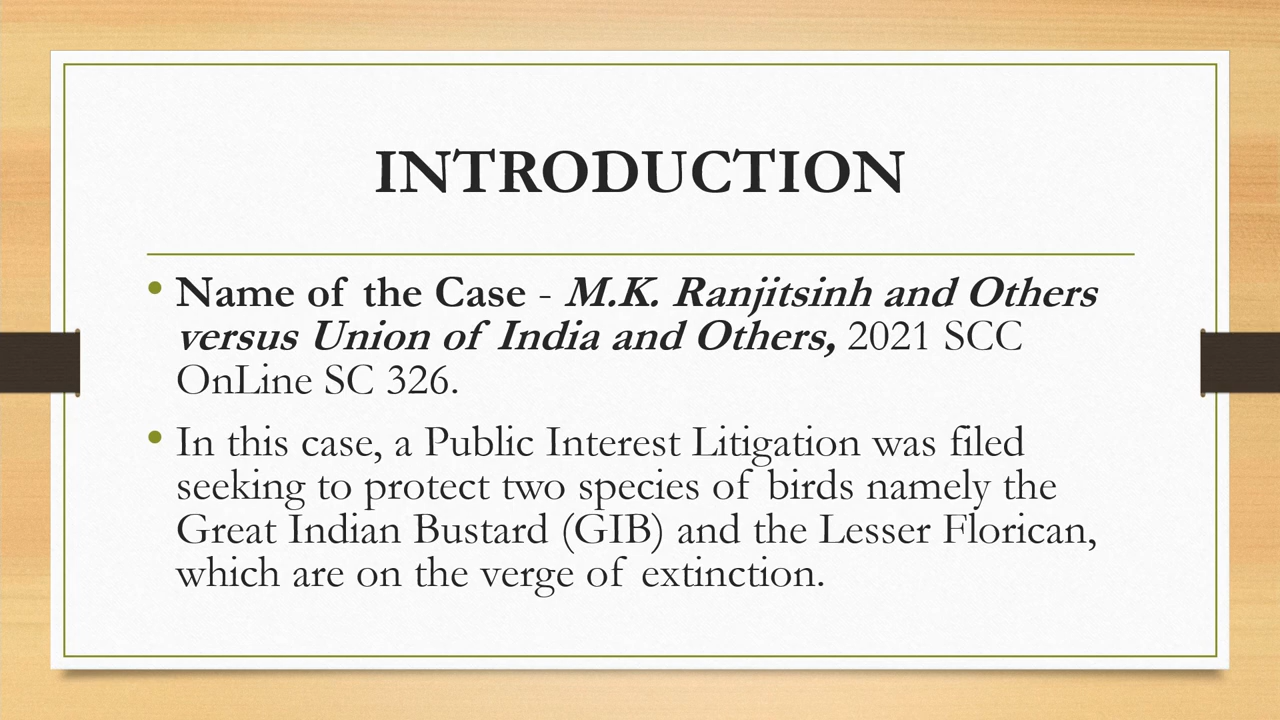 INTRODUCTION
• Name of the Case - M.K. Ranjitsinh and Others
versus Union of India and Others, 2021 SCC
OnLine SC 326.
• In this case, a Public Interest Litigation was filed
seeking to protect two species of birds namely the
Great Indian Bustard (GIB) and the Lesser Florican,
which are on the verge of extinction.